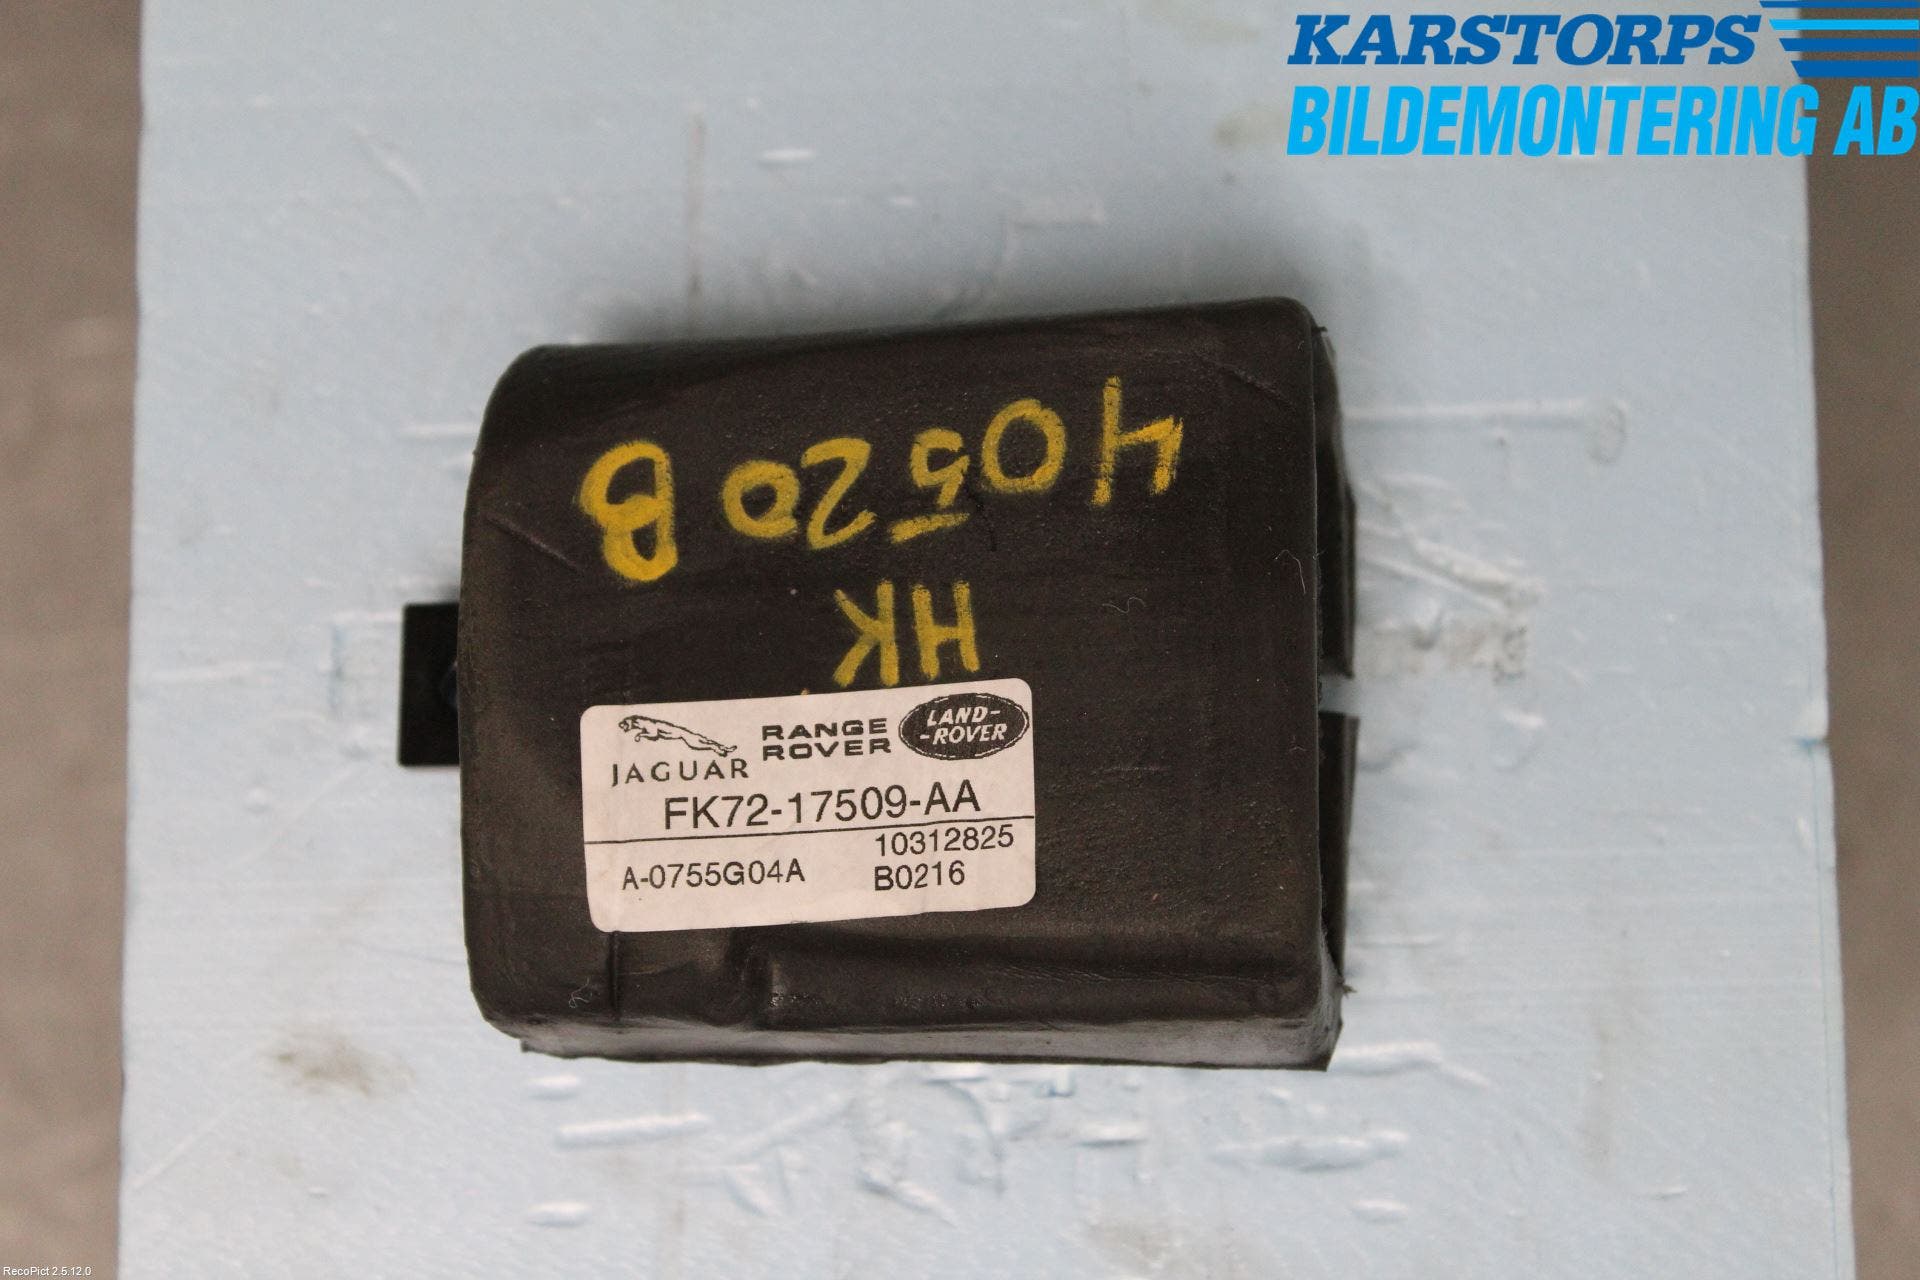 KARSTORPS
BILDEMONTERING AB
40520B
HK
JAGUAR
RANGE
ROVER
LAND-
-ROVER
FK72-17509-AA
10312825
A-0755G04A
B0216
RecoPict 2.5.12.0